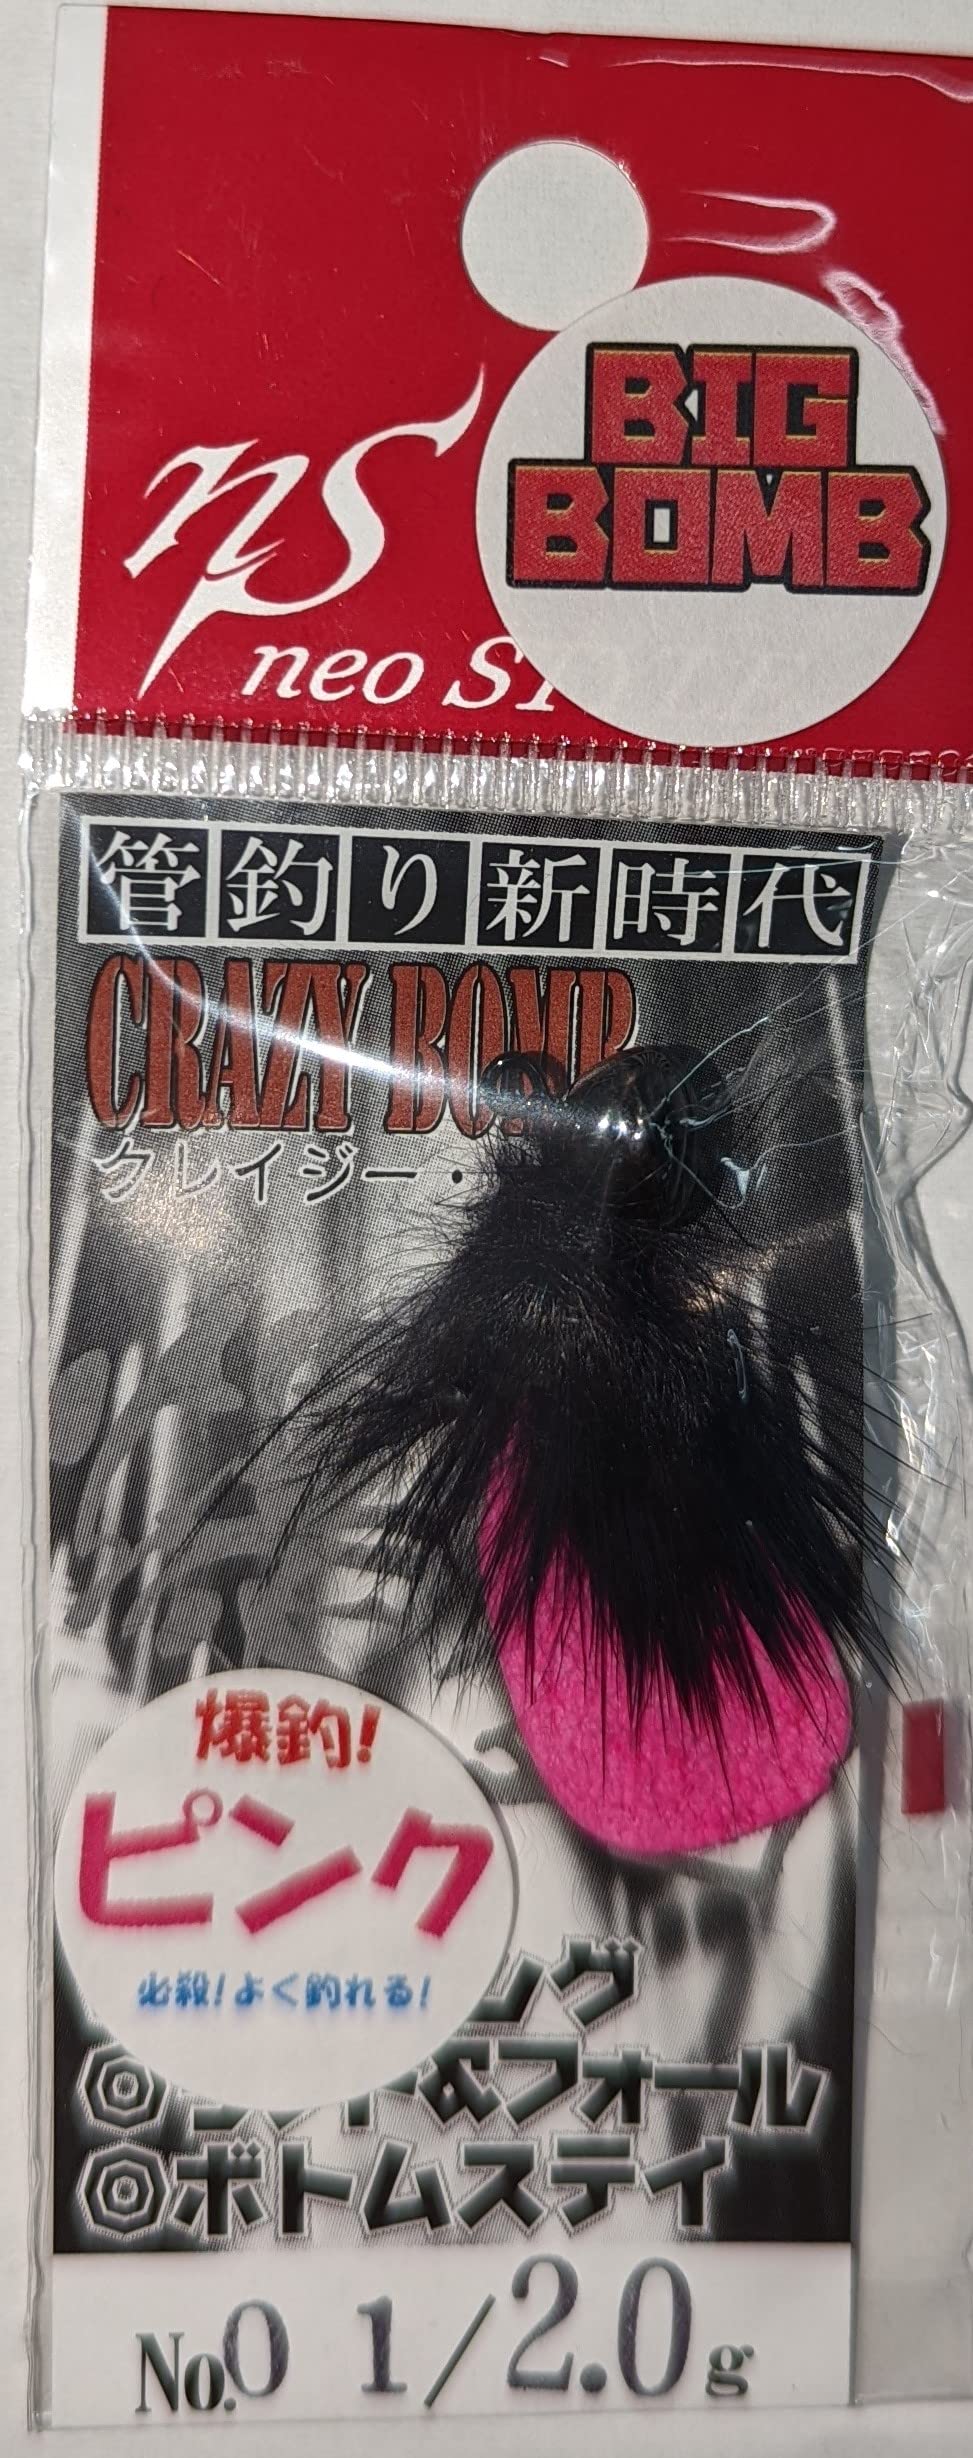 BIG
BOMB
ns
neo
管釣り新時代
CRAZY BOMB
クレイジー・
爆釣!
ピンク
必殺!よく釣れる!
ング
&フォール
◎ボトムステイ
No.01/2.0g